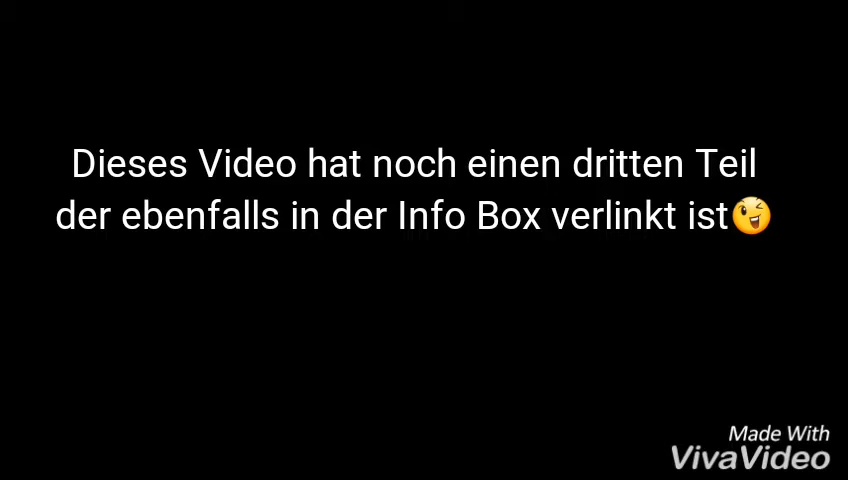 Dieses Video hat noch einen dritten Teil
der ebenfalls in der Info Box verlinkt ist😉
Made With
VivaVideo